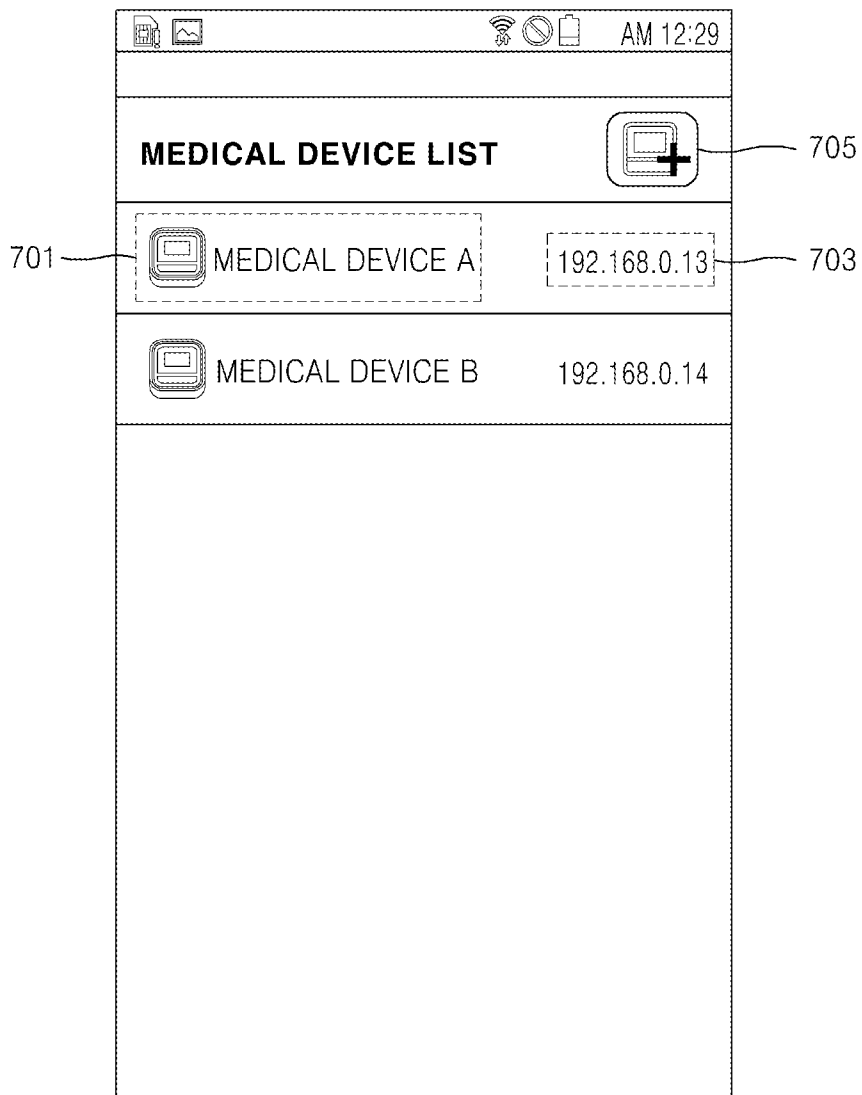 AM 12:29
MEDICAL DEVICE LIST
705
701
MEDICAL DEVICE A
192.168.0.13
703
MEDICAL DEVICE B
192.168.0.14